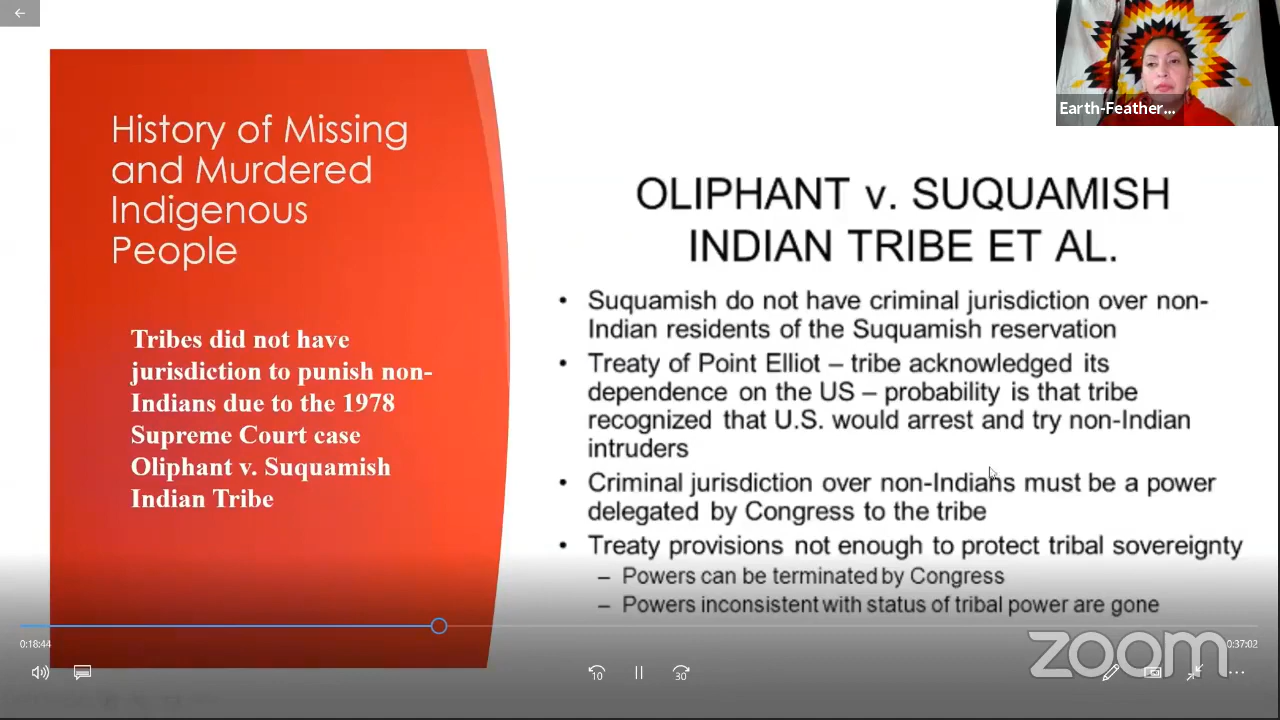 Earth-Feather...
History of Missing
and Murdered
Indigenous
People
Tribes did not have
jurisdiction to punish non-
Indians due to the 1978
Supreme Court case
Oliphant v. Suquamish
Indian Tribe
OLIPHANT v. SUQUAMISH
INDIAN TRIBE ET AL.
• Suquamish do not have criminal jurisdiction over non-
Indian residents of the Suquamish reservation
• Treaty of Point Elliot – tribe acknowledged its
dependence on the US – probability is that tribe
recognized that U.S. would arrest and try non-Indian
intruders
• Criminal jurisdiction over non-Indians must be a power
delegated by Congress to the tribe
• Treaty provisions not enough to protect tribal sovereignty
– Powers can be terminated by Congress
– Powers inconsistent with status of tribal power are gone
0:18:44
0:37:02
zoom
10
30